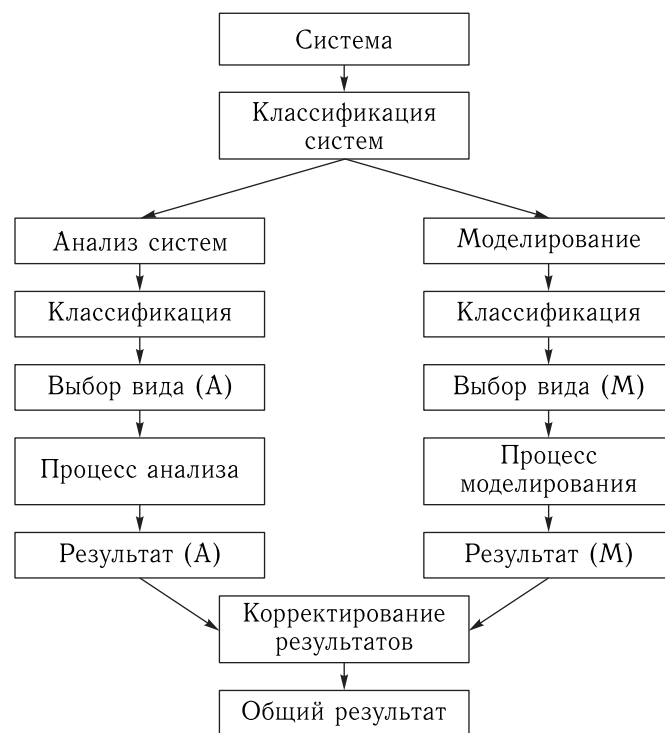 Система
Классификация
систем
Анализ систем
Моделирование
Классификация
Классификация
Выбор вида (А)
Выбор вида (М)
Процесс анализа
Процесс
моделирования
Результат (А)
Результат (М)
Корректирование
результатов
Общий результат